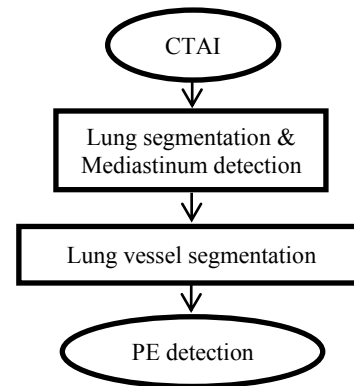 CTAI
Lung segmentation &
Mediastinum detection
Lung vessel segmentation
PE detection